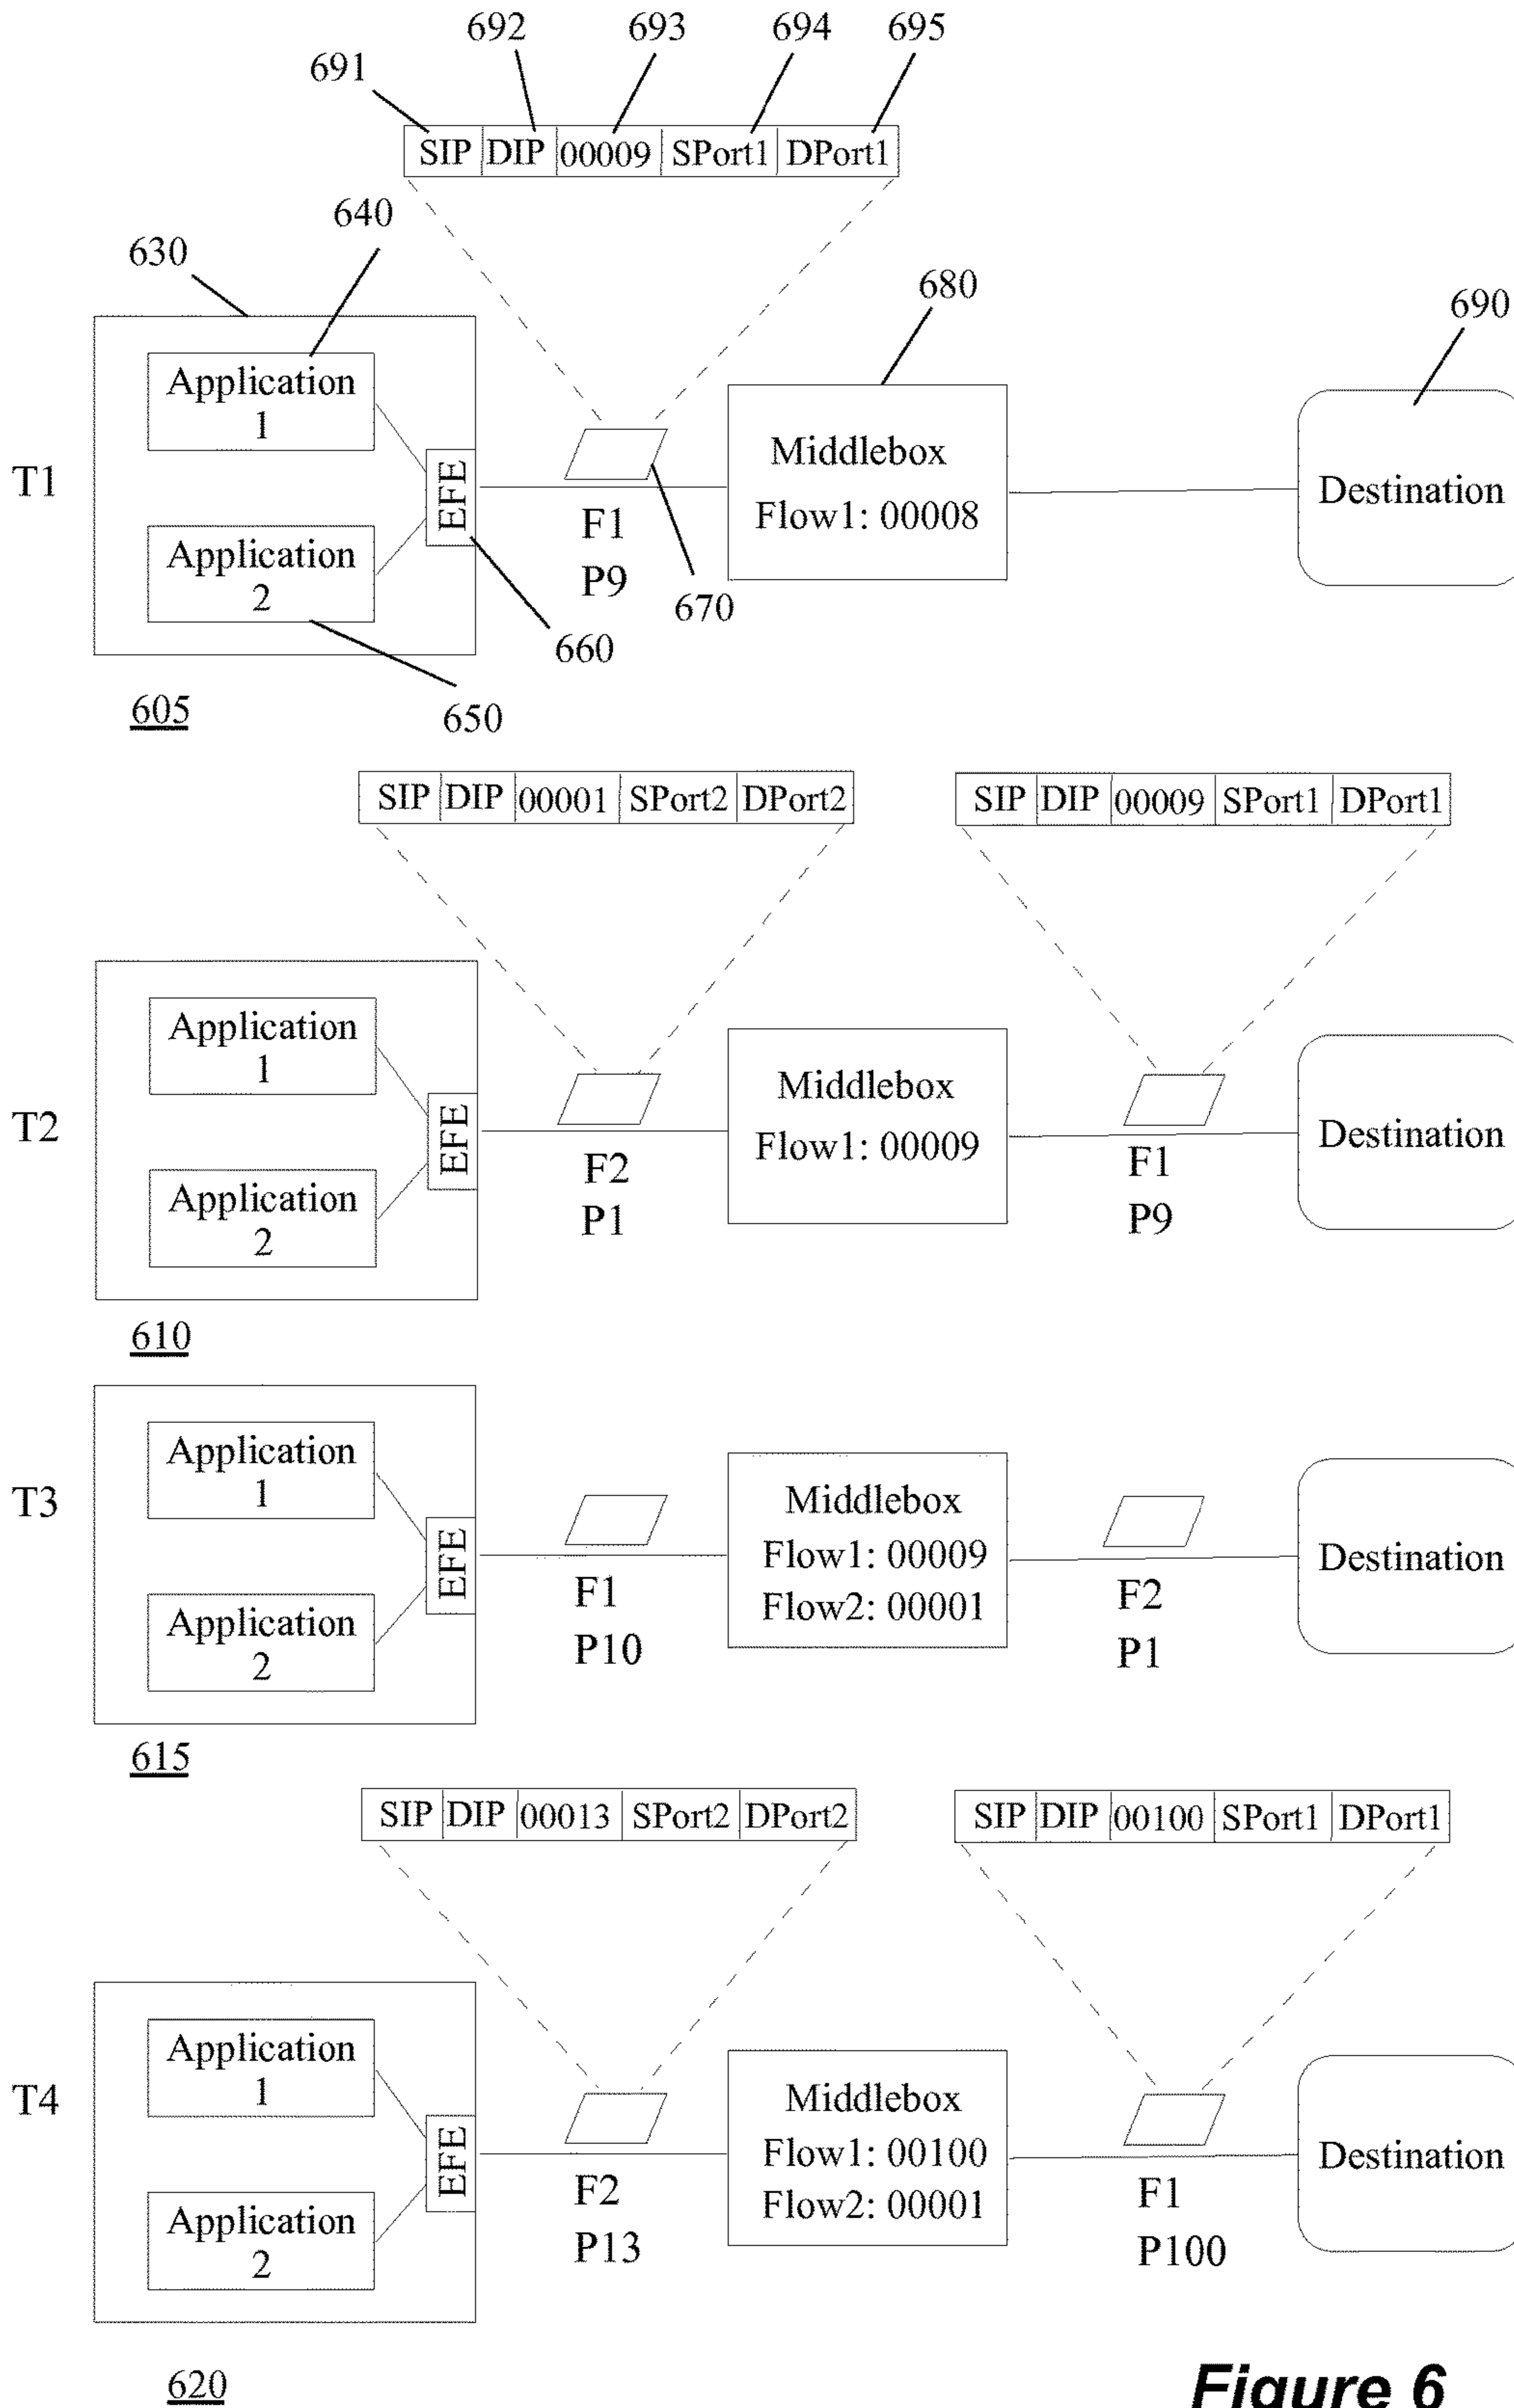 692 693 694 695
691
SIP DIP 00009 SPort1 DPort1
640
630
680
690
Application
1
Middlebox
T1
EFE
Destination
Flow1: 00008
F1
Application
2
P9
670
660
605
650
SIP DIP 00001 SPort2 DPort2
SIP DIP 00009 SPort1 DPort1
Application
1
Middlebox
T2
EFE
Destination
Flow1: 00009
F2
P1
F1
P9
Application
2
610
Application
1
T3
Middlebox
EFE
Flow1: 00009
Flow2: 00001
Destination
F1
P10
F2
P1
Application
2
615
SIP DIP 00013 SPort2 DPort2
SIP DIP 00100 SPort1 DPort1
Application
1
T4
Middlebox
EFE
Flow1: 00100
Flow2: 00001
Destination
F2
P13
F1
P100
Application
2
620
Figure 6